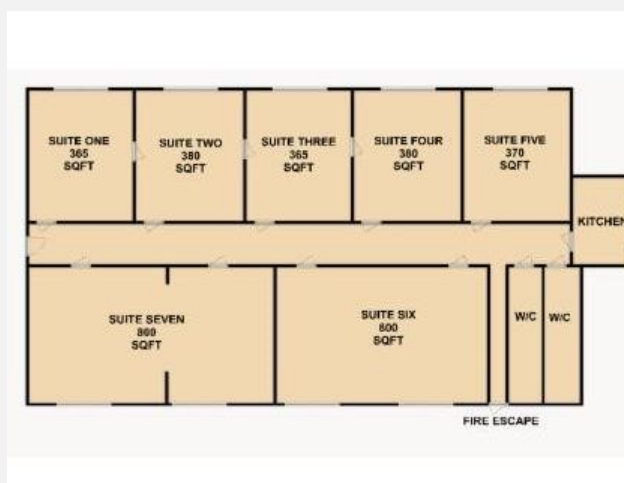 SUITE ONE
365
SQFT
SUITE TWO
380
SQFT
SUITE THREE
365
SQFT
SUITE FOUR
380
SQFT
SUITE FIVE
370
SQFT
KITCHEN
SUITE SEVEN
800
SQFT
SUITE SIX
800
SQFT
W/C
W/C
FIRE ESCAPE